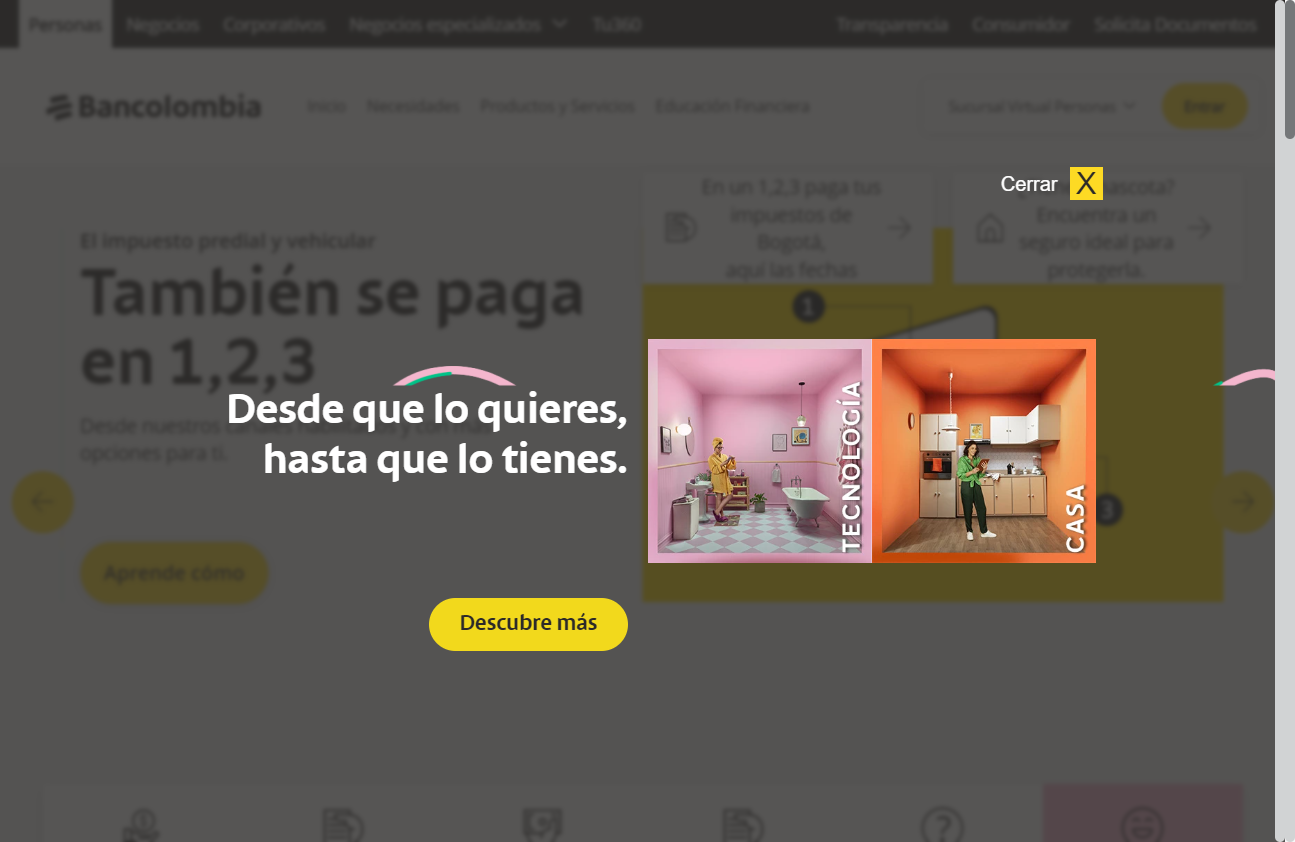 Personas Negocios Corporativos Negocios especializados Tu360 Transparencia Consumidor Solicita Documentos
Bancolombia Inicio Necesidades Productos y Servicios Educación Financiera Sucursal Virtual Personas Entrar
Cerrar X
En un 1,2,3 paga tus
impuestos de
Bogotá,
aquí las fechas
mascota?
Encuentra un
seguro ideal para
protegerla.
El impuesto predial y vehicular
También se paga
en 1,2,3
Desde nuestros
opciones para ti.
Aprende cómo
1
3
Desde que lo quieres,
hasta que lo tienes.
TECNOLOGÍA
CASA
Descubre más